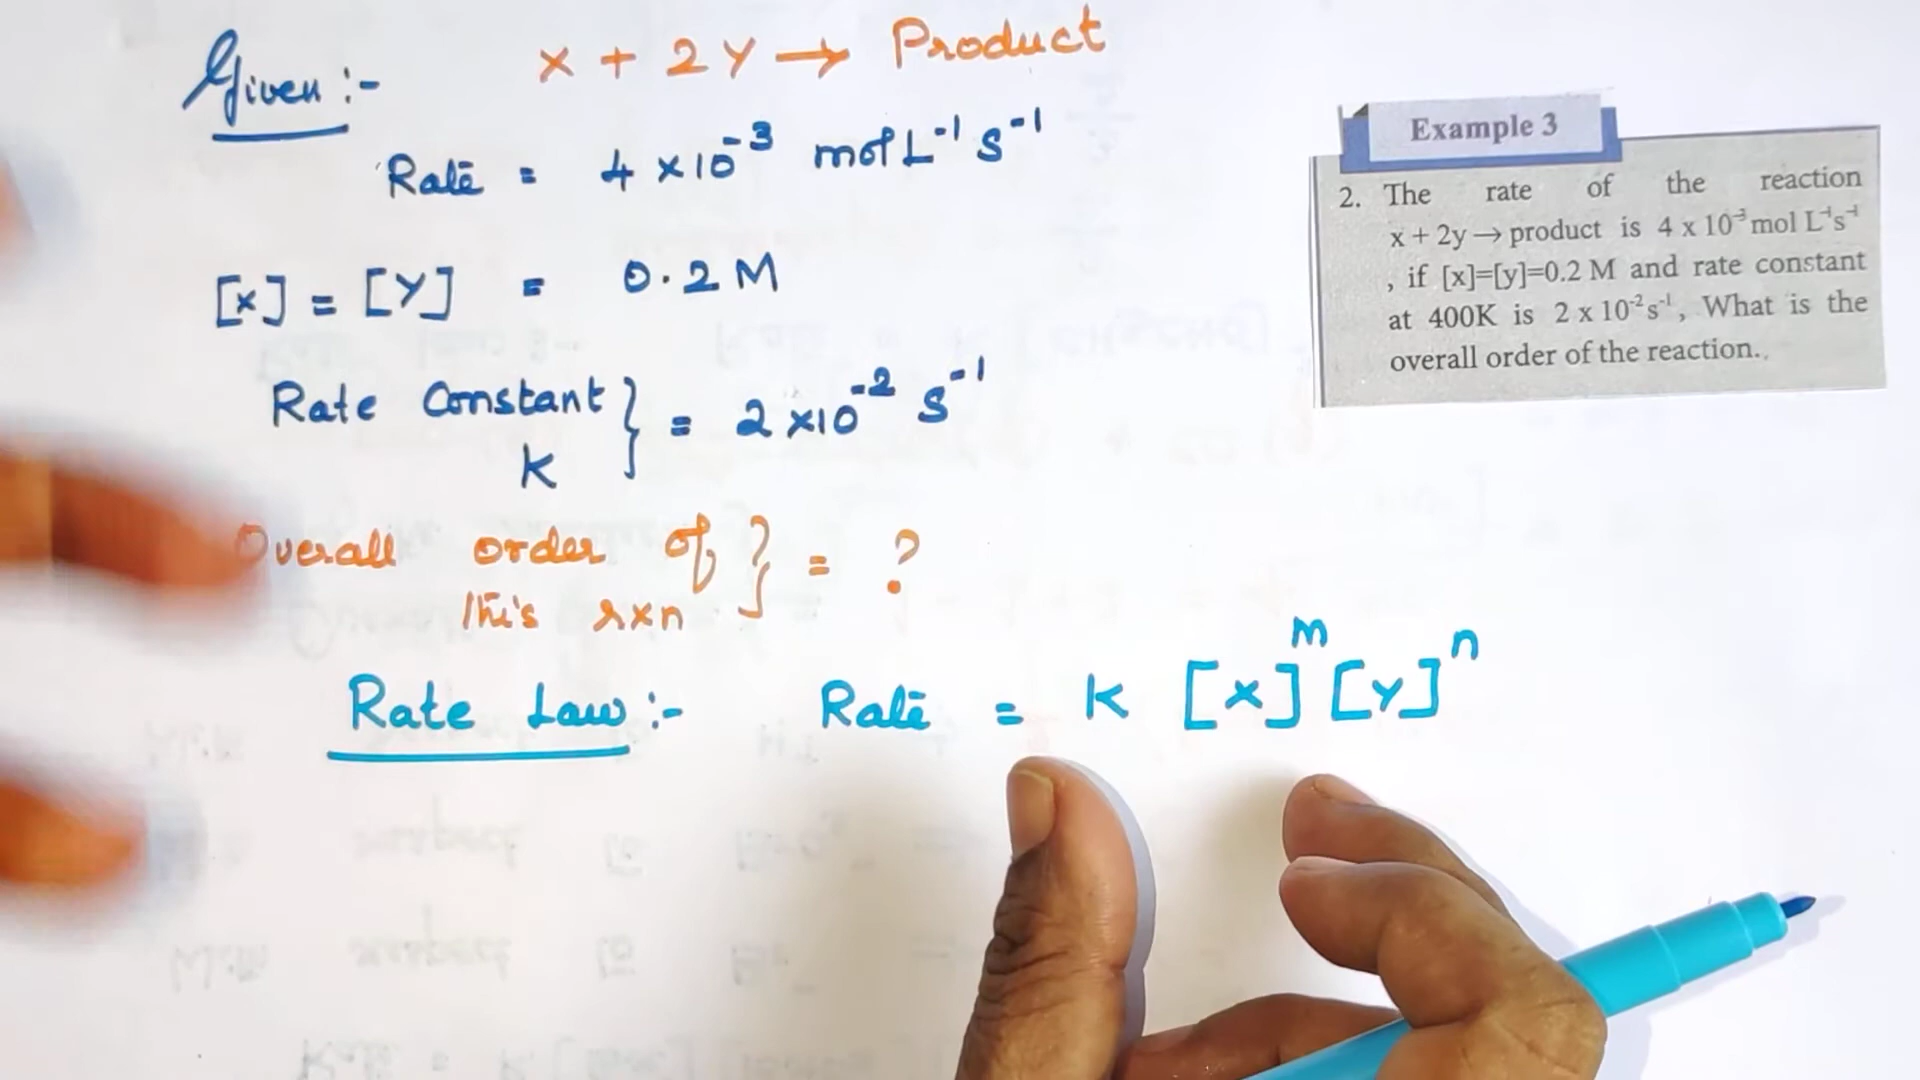 Given :-
x + 2y → Product
Rate = 4 x 10⁻³ mol L⁻¹ s⁻¹
[x] = [y] = 0.2 M
Rate Constant K } = 2 x10⁻² s⁻¹
Overall order of this rxn } = ?
Rate Law :- Rate = K [x]ᵐ [y]ⁿ
Example 3
2. The rate of the reaction
x + 2y → product is 4 x 10⁻³ mol L⁻¹s⁻¹
, if [x]=[y]=0.2 M and rate constant
at 400K is 2 x 10⁻² s⁻¹, What is the
overall order of the reaction..